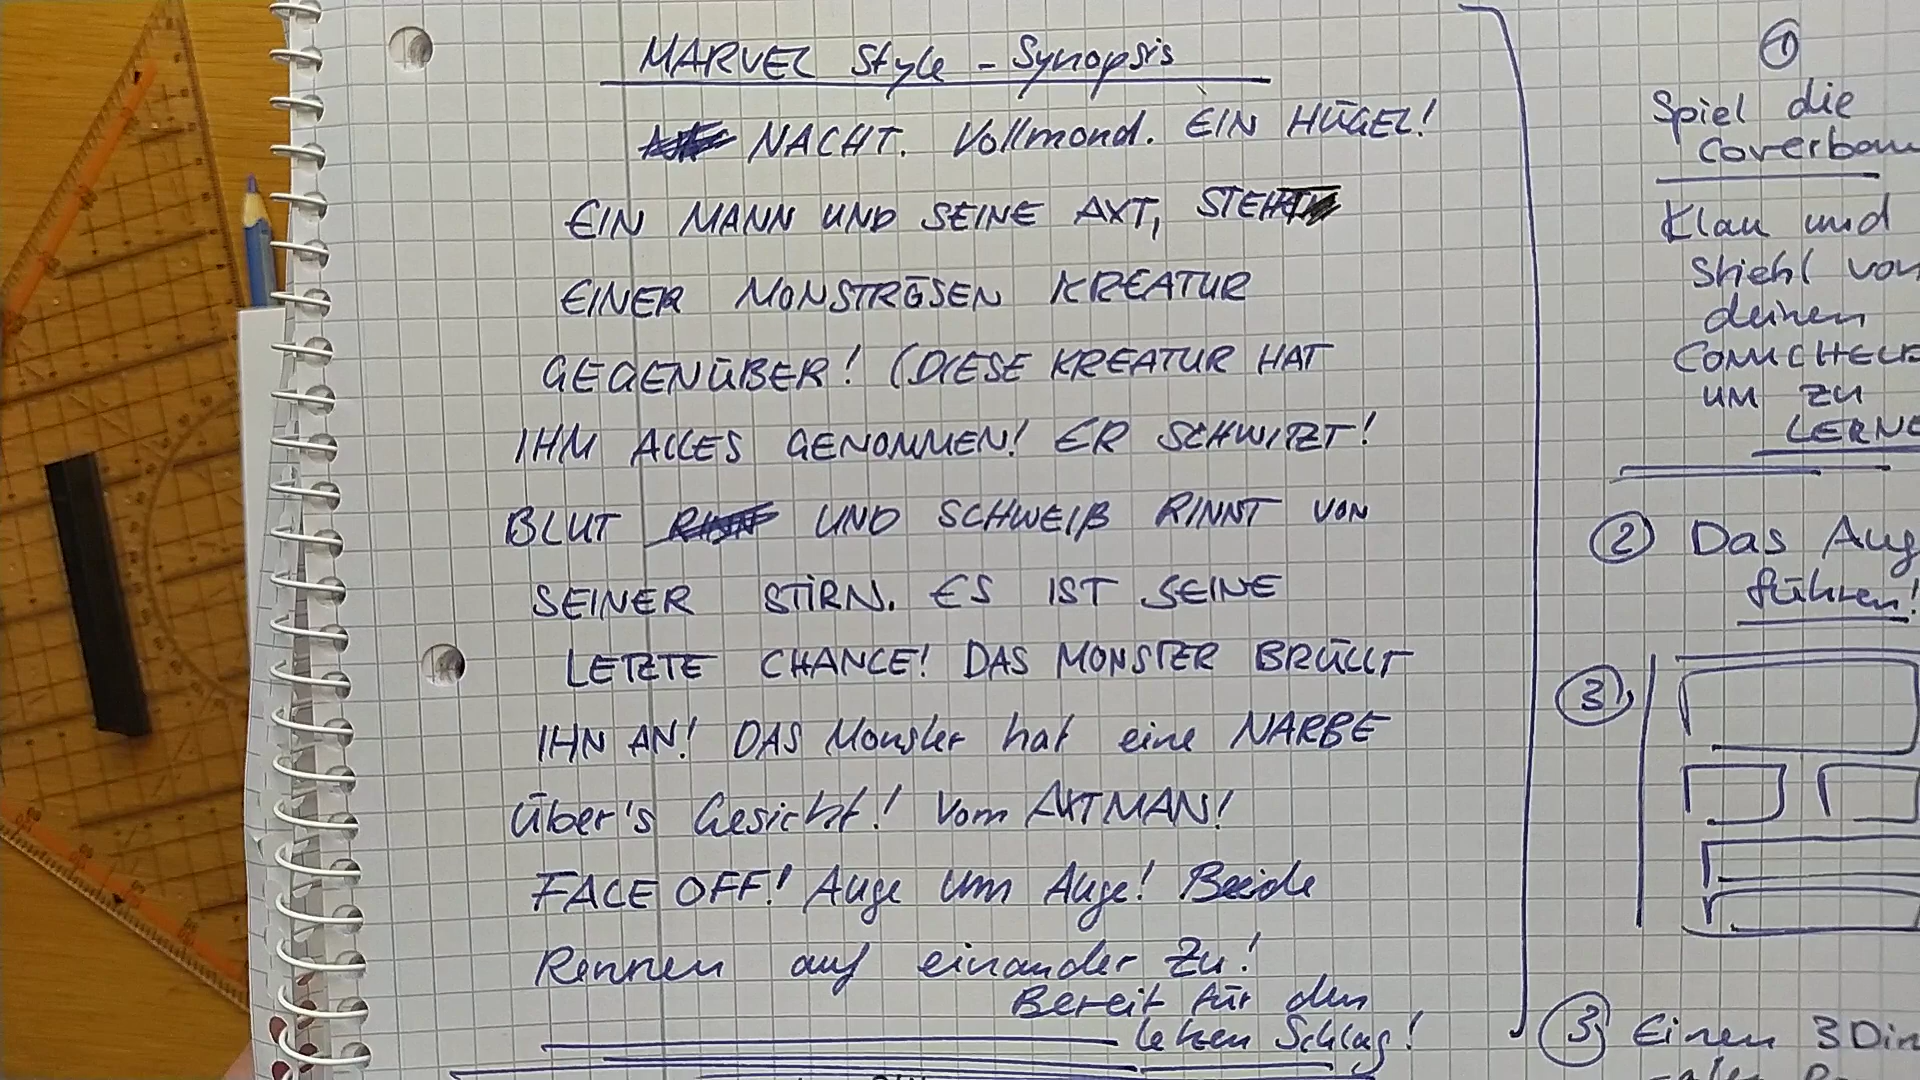 MARVEL Style - Synopsis
NACHT. Vollmond. EIN HÜGEL!
EIN MANN UND SEINE AXT, STEHT
EINER MONSTRÖSEN KREATUR
GEGENÜBER! (DIESE KREATUR HAT
IHM ALLES GENOMMEN! ER SCHWITZT!
BLUT UND SCHWEIß RINNT VON
SEINER STIRN. ES IST SEINE
LETZTE CHANCE! DAS MONSTER BRÜLLT
IHN AN! DAS Monster hat eine NARBE
Über's Gesicht! Vom AXTMAN!
FACE OFF! Auge um Auge! Beide
Rennen auf einander zu!
Bereit für den
letzen Schlag!
1
Spiel die
Coverban
Klau und
Stiehl von
deinen
COMICHELD
UM ZU
LERNE
2 Das Aug
führen!
3
3 Einen 3Din